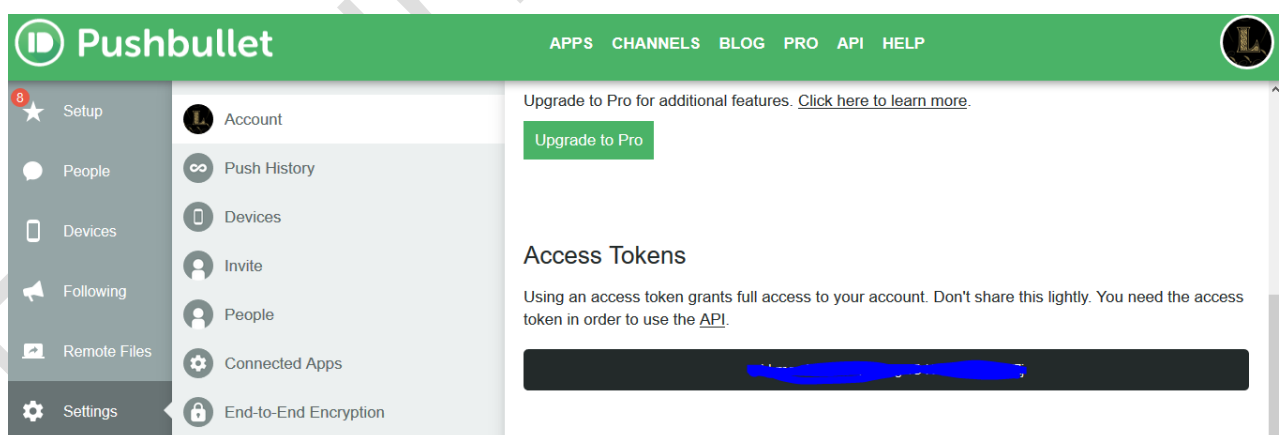 Pushbullet
APPS CHANNELS BLOG PRO API HELP
L
8
Setup
People
Devices
Following
Remote Files
Settings
L
Account
Push History
Devices
Invite
People
Connected Apps
End-to-End Encryption
Upgrade to Pro for additional features. Click here to learn more.
Upgrade to Pro
Access Tokens
Using an access token grants full access to your account. Don't share this lightly. You need the access
token in order to use the API.